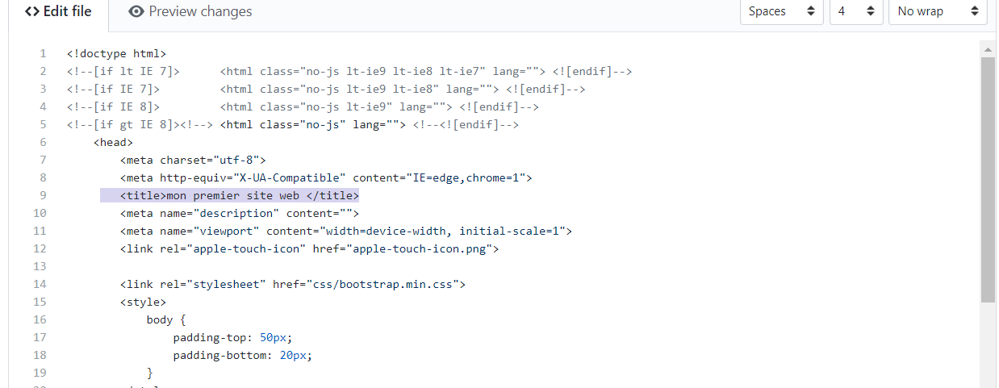 <> Edit file Preview changes Spaces 4 No wrap
1 <!doctype html>
2 <!--[if lt IE 7]>      <html class="no-js lt-ie9 lt-ie8 lt-ie7" lang=""> <![endif]-->
3 <!--[if IE 7]>         <html class="no-js lt-ie9 lt-ie8" lang=""> <![endif]-->
4 <!--[if IE 8]>         <html class="no-js lt-ie9" lang=""> <![endif]-->
5 <!--[if gt IE 8]><!--> <html class="no-js" lang=""> <!--<![endif]-->
6     <head>
7         <meta charset="utf-8">
8         <meta http-equiv="X-UA-Compatible" content="IE=edge,chrome=1">
9         <title>mon premier site web </title>
10         <meta name="description" content="">
11         <meta name="viewport" content="width=device-width, initial-scale=1">
12         <link rel="apple-touch-icon" href="apple-touch-icon.png">
13
14         <link rel="stylesheet" href="css/bootstrap.min.css">
15         <style>
16             body {
17                 padding-top: 50px;
18                 padding-bottom: 20px;
19             }